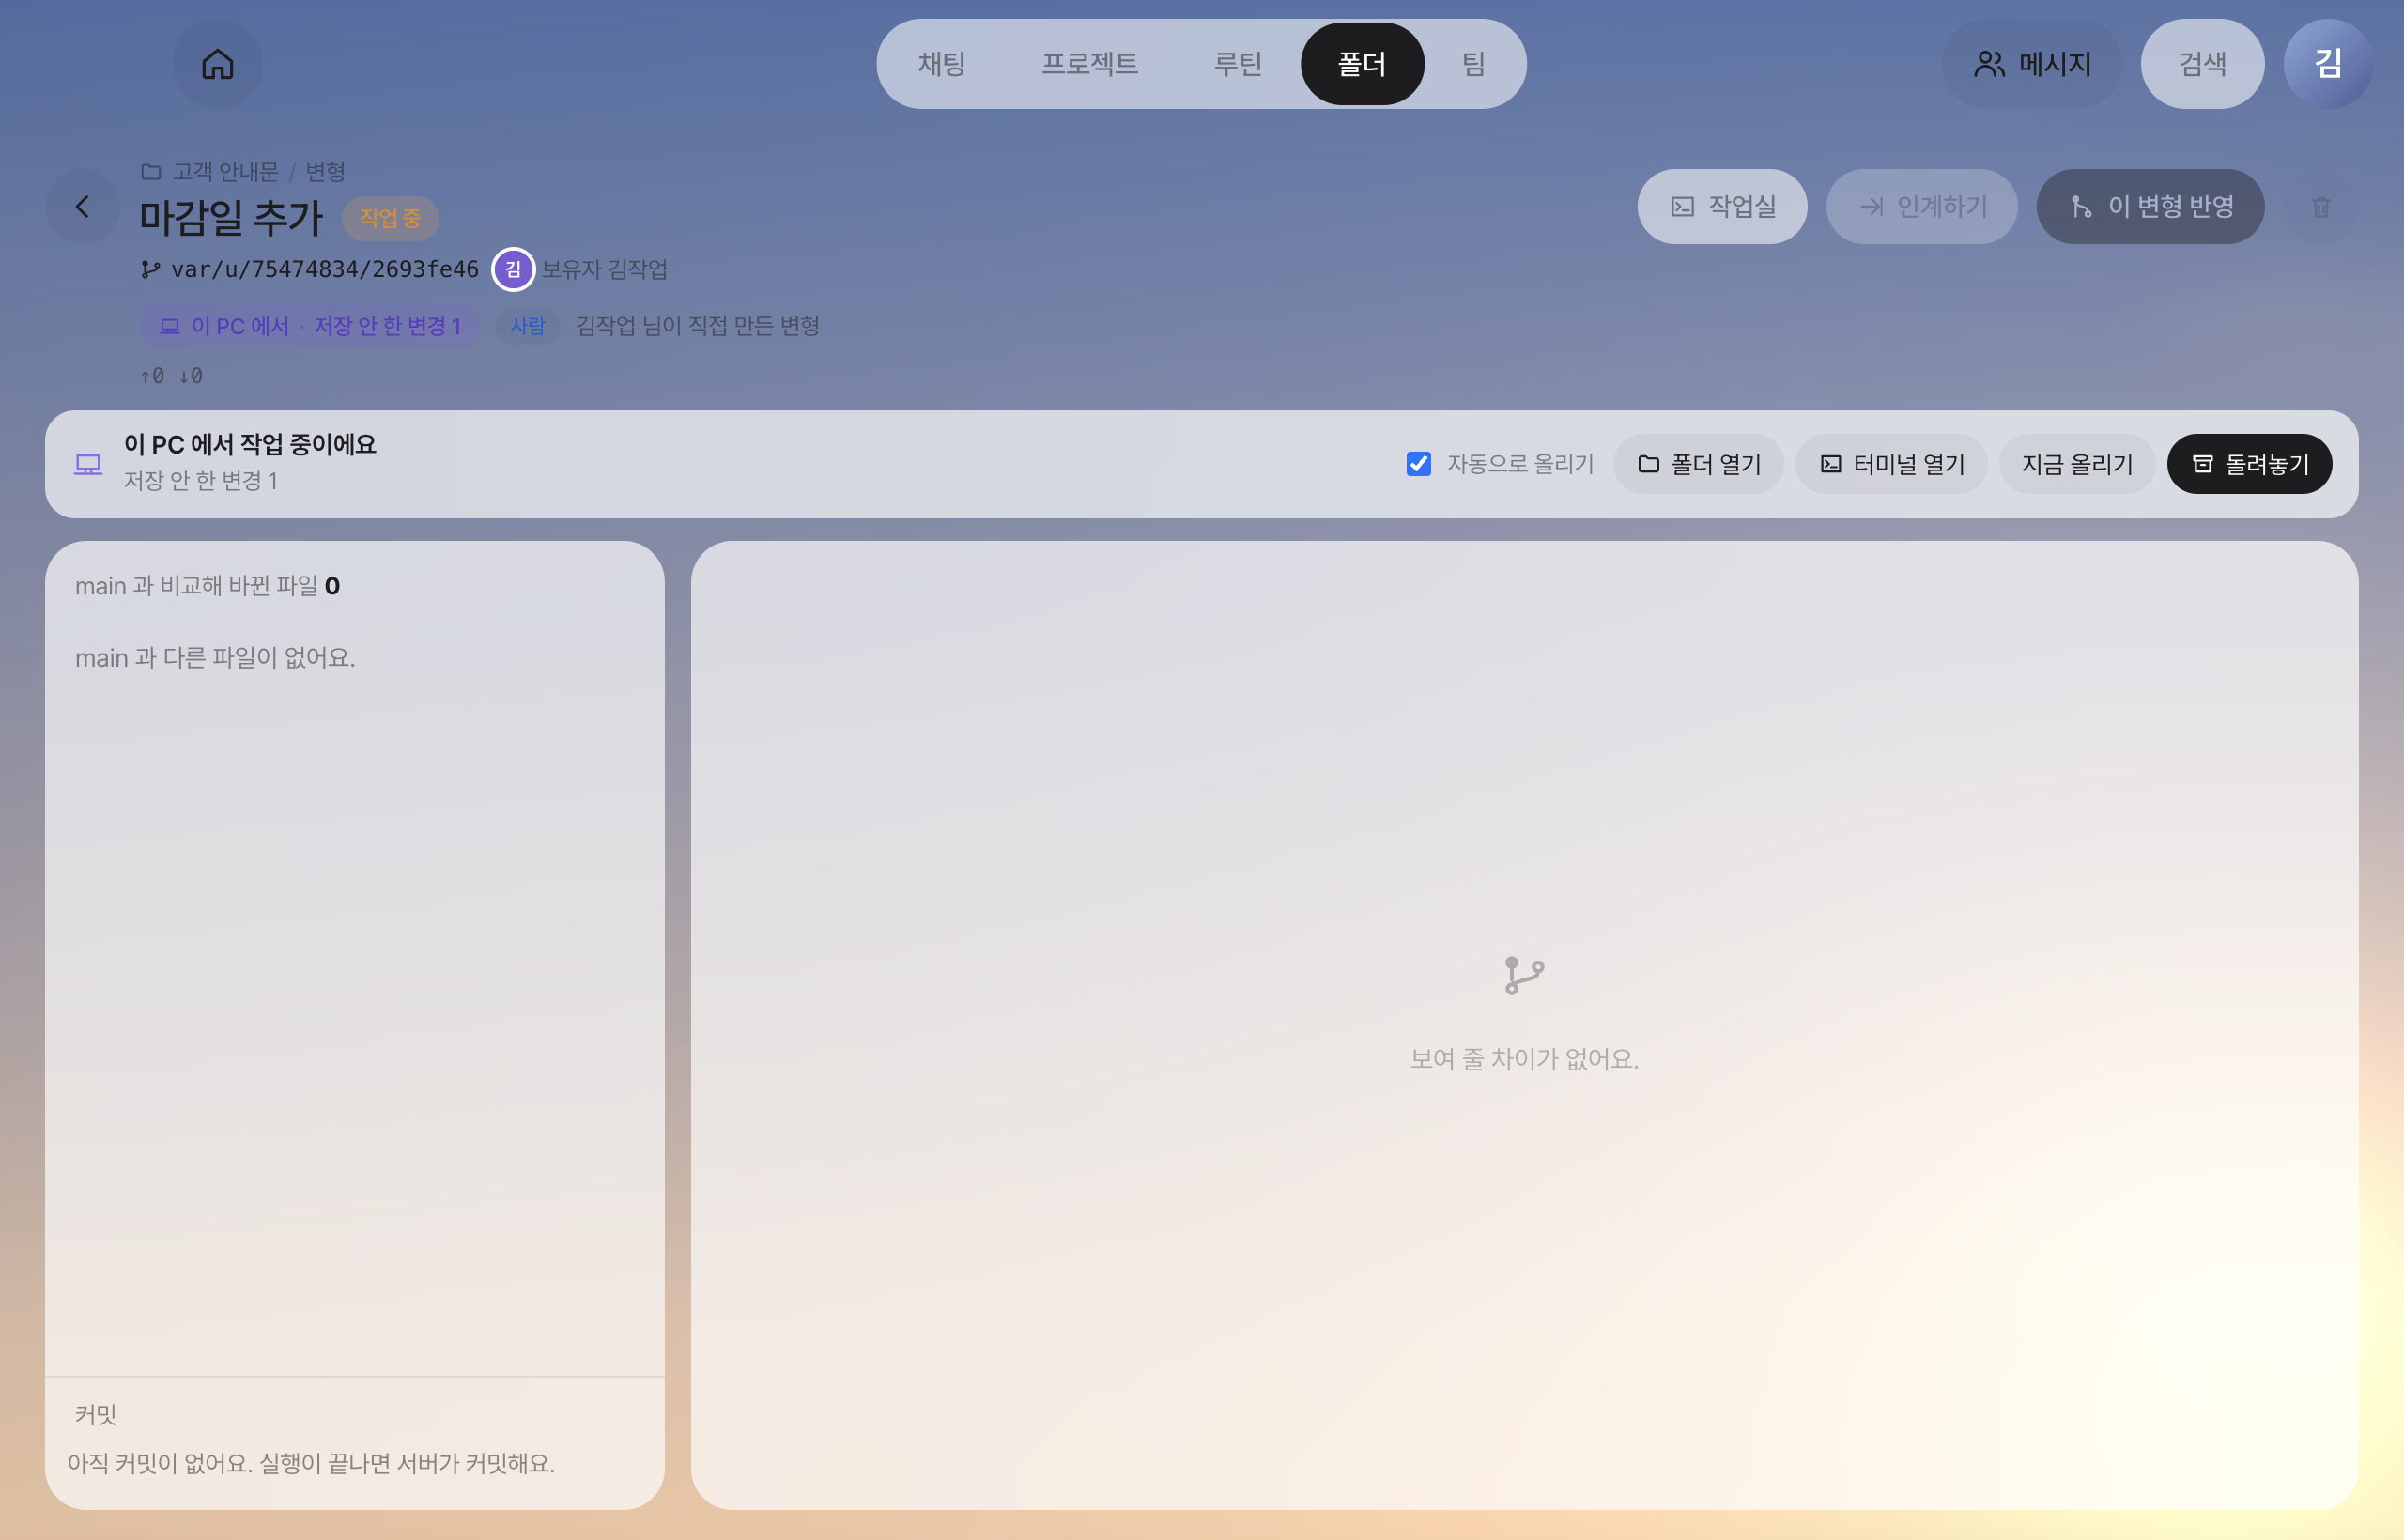 채팅 프로젝트 루틴 폴더 팀 메시지 검색 김
고객 안내문 / 변형
마감일 추가 작업 중
작업실 인계하기 이 변형 반영
var/u/75474834/2693fe46 김 보유자 김작업
이 PC 에서 · 저장 안 한 변경 1 사람 김작업 님이 직접 만든 변형
↑0 ↓0
이 PC 에서 작업 중이에요
저장 안 한 변경 1
자동으로 올리기 폴더 열기 터미널 열기 지금 올리기 돌려놓기
main 과 비교해 바뀐 파일 0
main 과 다른 파일이 없어요.
보여 줄 차이가 없어요.
커밋
아직 커밋이 없어요. 실행이 끝나면 서버가 커밋해요.